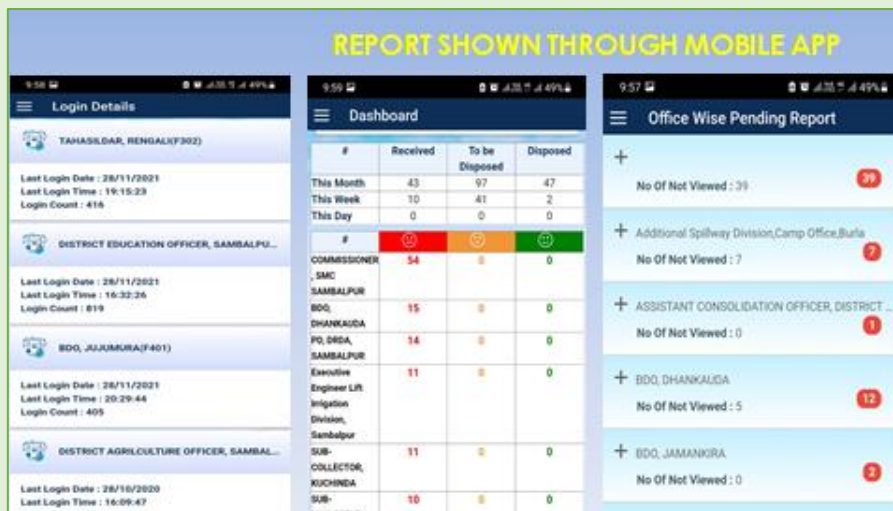 REPORT SHOWN THROUGH MOBILE APP
9:58
49%
Login Details
TAHASILDAR, RENGALI(F302)
Last Login Date : 28/11/2021
Last Login Time : 19:15:23
Login Count : 416
DISTRICT EDUCATION OFFICER, SAMBALPU...
Last Login Date : 28/11/2021
Last Login Time : 16:32:26
Login Count : 819
BDO, JUJUMURA(F401)
Last Login Date : 28/11/2021
Last Login Time : 20:29:44
Login Count : 405
DISTRICT AGRILCULTURE OFFICER, SAMBAL...
Last Login Date : 28/10/2020
Last Login Time : 16:09:47
9:59
49%
Dashboard
# Received To be Disposed
Disposed
This Month 43 97 47
This Week 10 41 2
This Day 0 0 0
#
COMMISSIONER 54 0 0
, SMC
SAMBALPUR
BDO, 15 0 0
DHANKAUDA
PD, DRDA, 14 0 0
SAMBALPUR
Executive 11 0 0
Engineer Lift
Irrigation
Division,
Sambalpur
SUB- 11 0 0
COLLECTOR,
KUCHINDA
SUB- 10 0 0
9:57
49%
Office Wise Pending Report
+
No Of Not Viewed : 39 39
+ Additional Spillway Division,Camp Office,Burla
No Of Not Viewed : 7 7
+ ASSISTANT CONSOLIDATION OFFICER, DISTRICT ...
No Of Not Viewed : 0 1
+ BDO, DHANKAUDA
No Of Not Viewed : 5 12
+ BDO, JAMANKIRA
No Of Not Viewed : 0 2